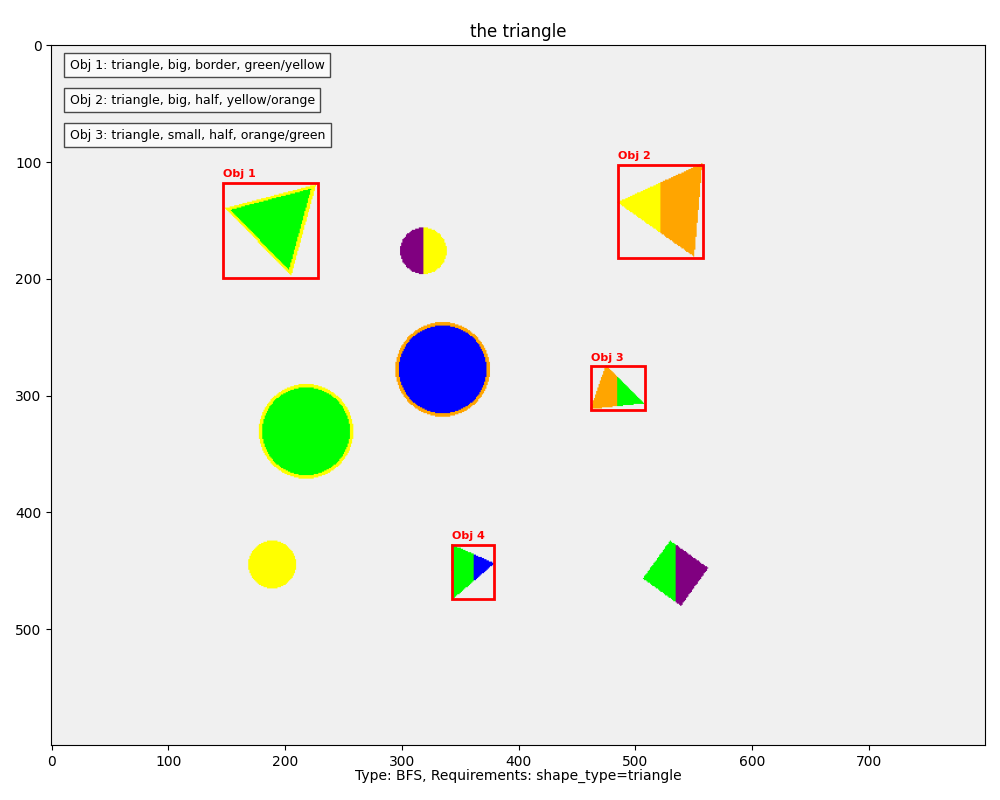 the triangle
Obj 1: triangle, big, border, green/yellow
Obj 2: triangle, big, half, yellow/orange
Obj 3: triangle, small, half, orange/green
Obj 1
Obj 2
Obj 3
Obj 4
0
100
200
300
400
500
0 100 200 300 400 500 600 700
Type: BFS, Requirements: shape_type=triangle